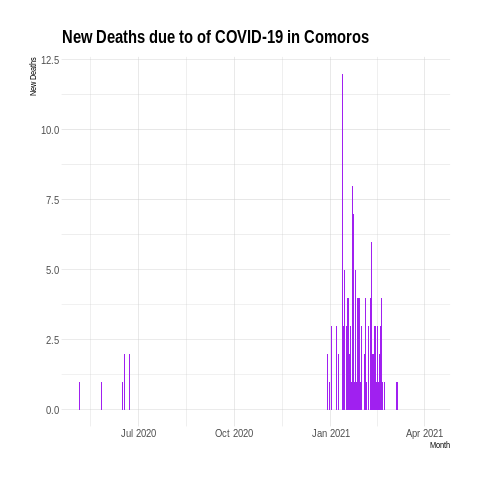 New Deaths due to of COVID-19 in Comoros
New Deaths
12.5
10.0
7.5
5.0
2.5
0.0
Jul 2020 Oct 2020 Jan 2021 Apr 2021
Month